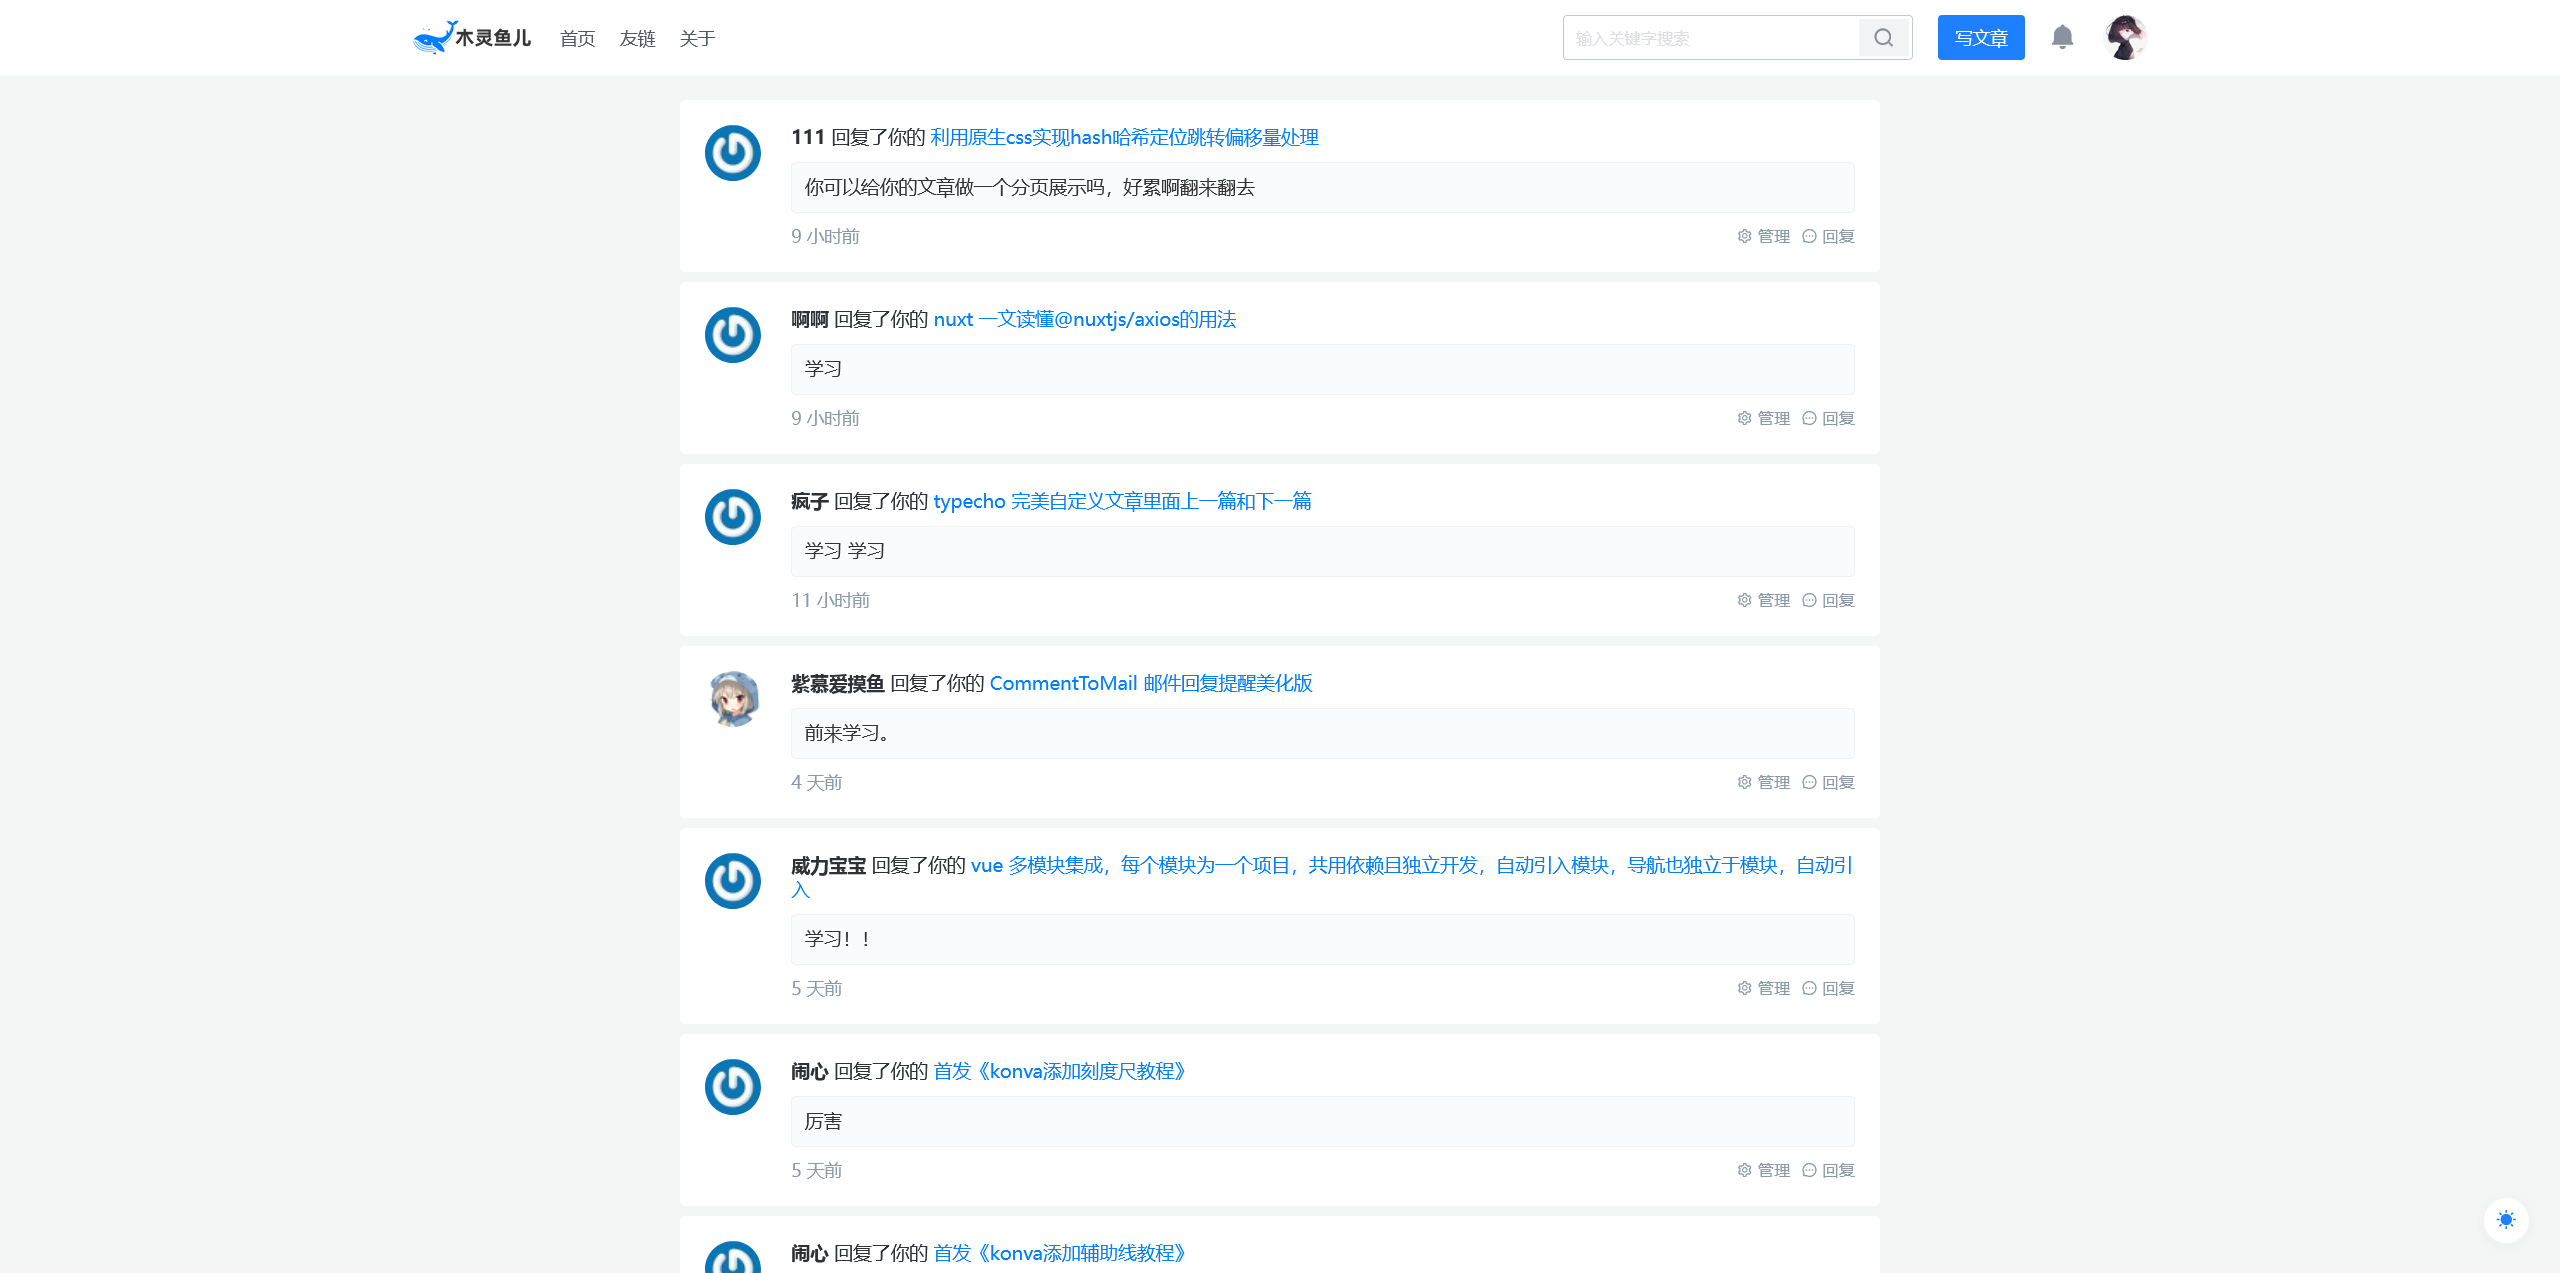 木灵鱼儿 首页 友链 关于 输入关键字搜索 写文章
111 回复了你的 利用原生css实现hash哈希定位跳转偏移量处理
你可以给你的文章做一个分页展示吗，好累啊翻来翻去
9 小时前 管理 回复
啊啊 回复了你的 nuxt 一文读懂@nuxtjs/axios的用法
学习
9 小时前 管理 回复
疯子 回复了你的 typecho 完美自定义文章里面上一篇和下一篇
学习 学习
11 小时前 管理 回复
紫慕爱摸鱼 回复了你的 CommentToMail 邮件回复提醒美化版
前来学习。
4 天前 管理 回复
威力宝宝 回复了你的 vue 多模块集成，每个模块为一个项目，共用依赖且独立开发，自动引入模块，导航也独立于模块，自动引
入
学习！！
5 天前 管理 回复
闹心 回复了你的 首发《konva添加刻度尺教程》
厉害
5 天前 管理 回复
闹心 回复了你的 首发《konva添加辅助线教程》